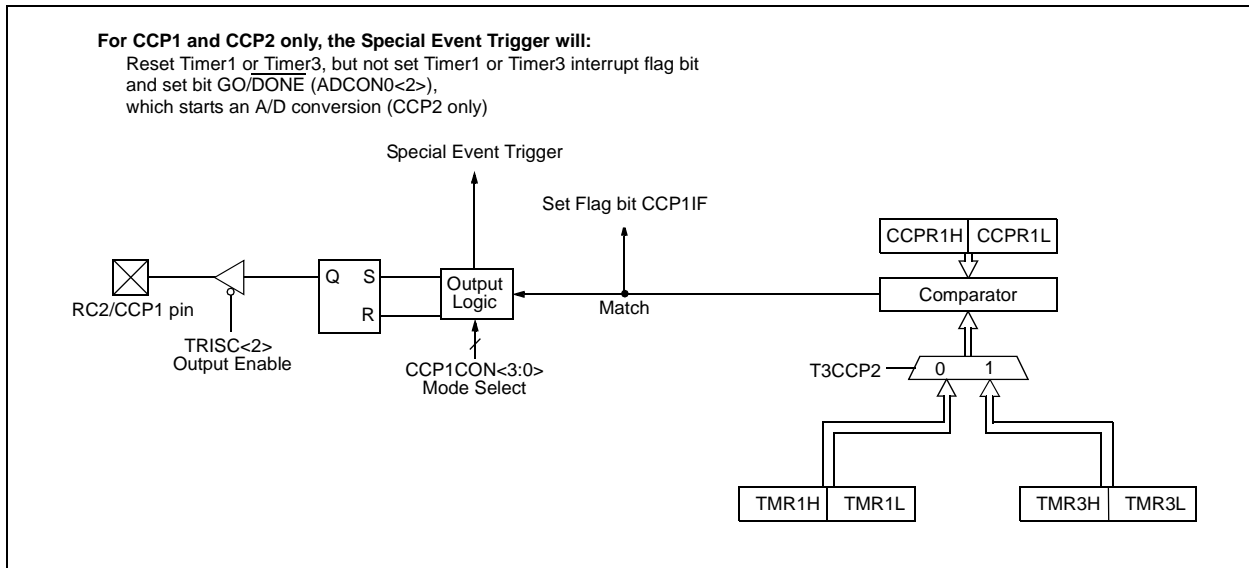 For CCP1 and CCP2 only, the Special Event Trigger will:
Reset Timer1 or Timer3, but not set Timer1 or Timer3 interrupt flag bit
and set bit GO/DONE (ADCON0<2>),
which starts an A/D conversion (CCP2 only)
Special Event Trigger
Set Flag bit CCP1IF
CCPR1H CCPR1L
Q S
R
Output
Logic
Comparator
RC2/CCP1 pin
Match
TRISC<2>
Output Enable
CCP1CON<3:0>
Mode Select
T3CCP2
0 1
TMR1H TMR1L
TMR3H TMR3L